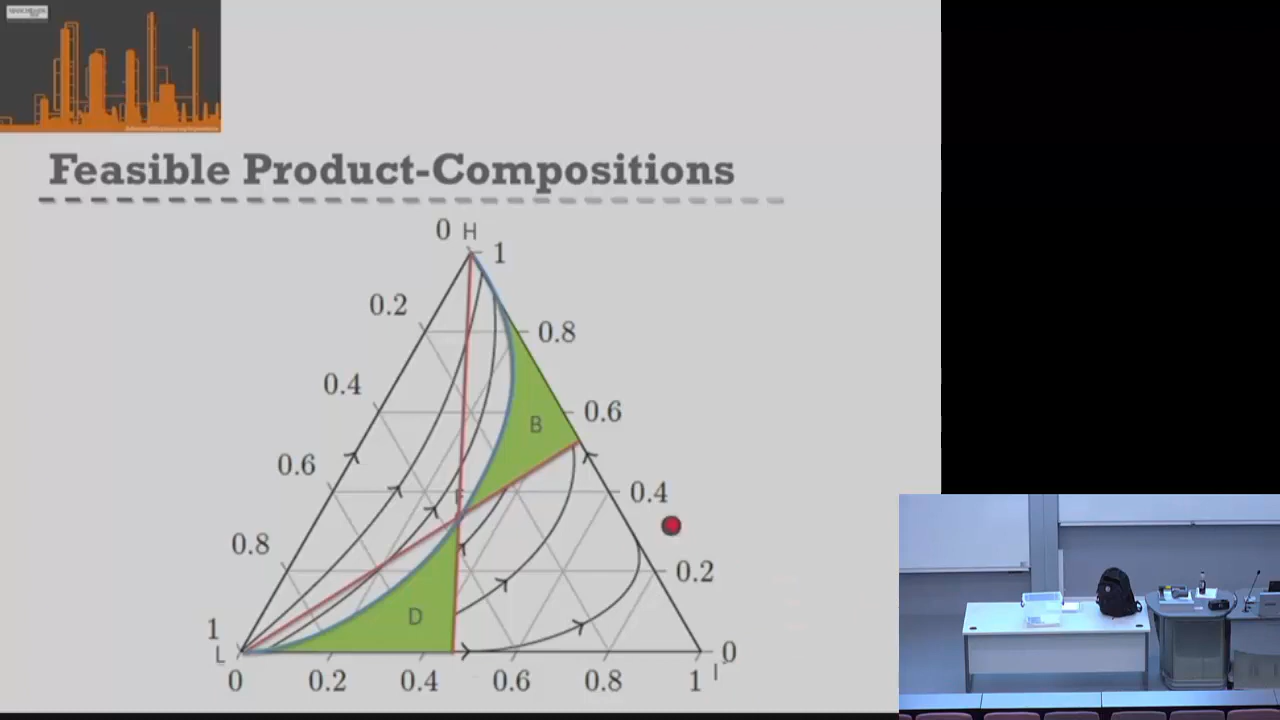 Feasible Product-Compositions
0 H
1
0.2
0.8
0.4
0.6
B
0.6
F
0.4
0.8
0.2
D
1
L
0
I
0 0.2 0.4 0.6 0.8 1